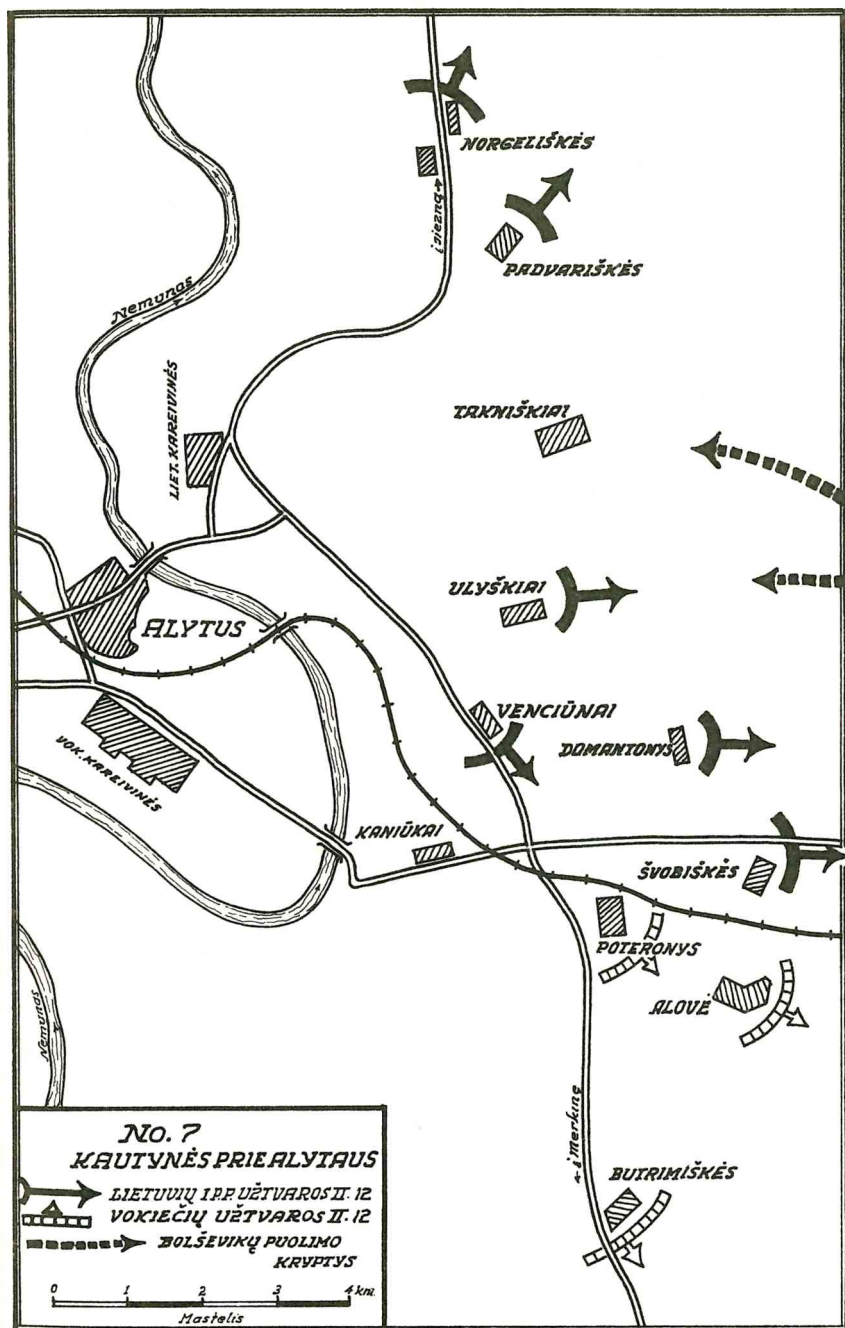 NORGELIŠKĖS
į Jiezną
PADVARIŠKĖS
Nemunas
LIET. KAREIVINĖS
TAKNIŠKIAI
ULYŠKIAI
ALYTUS
VENCIŪNAI
DOMANTONYS
VOK. KAREIVINĖS
KANIŪKAI
ŠVOBIŠKĖS
POTERONYS
ALOVĖ
Nemunas
į Merkinę
BUTRIMIŠKĖS
No. 7
KAUTYNĖS PRIE ALYTAUS
LIETUVIŲ 1 P.P. UŽTVAROS II. 12
VOKIEČIŲ UŽTVAROS II. 12
BOLŠEVIKŲ PUOLIMO
KRYPTYS
0 1 2 3 4 km.
Mastelis